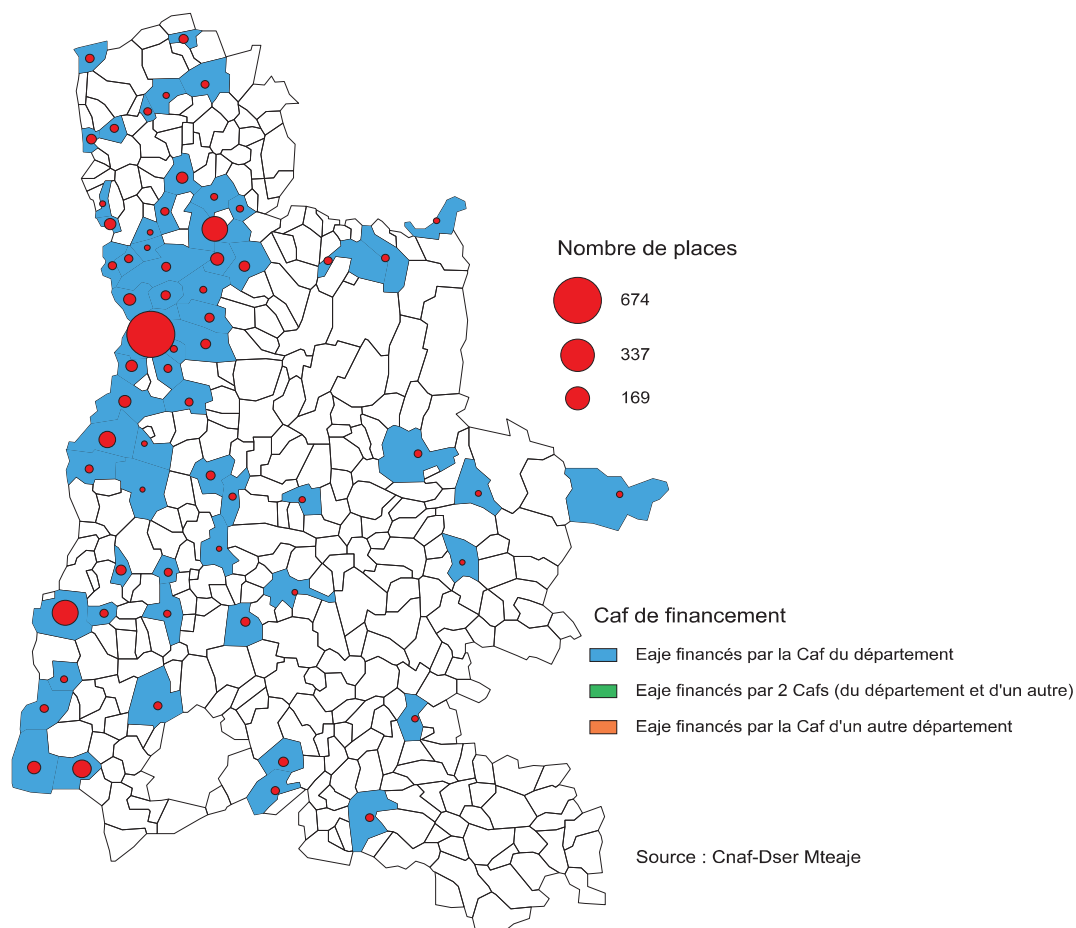 Nombre de places
674
337
169
Caf de financement
Eaje financés par la Caf du département
Eaje financés par 2 Cafs (du département et d'un autre)
Eaje financés par la Caf d'un autre département
Source : Cnaf-Dser Mteaje